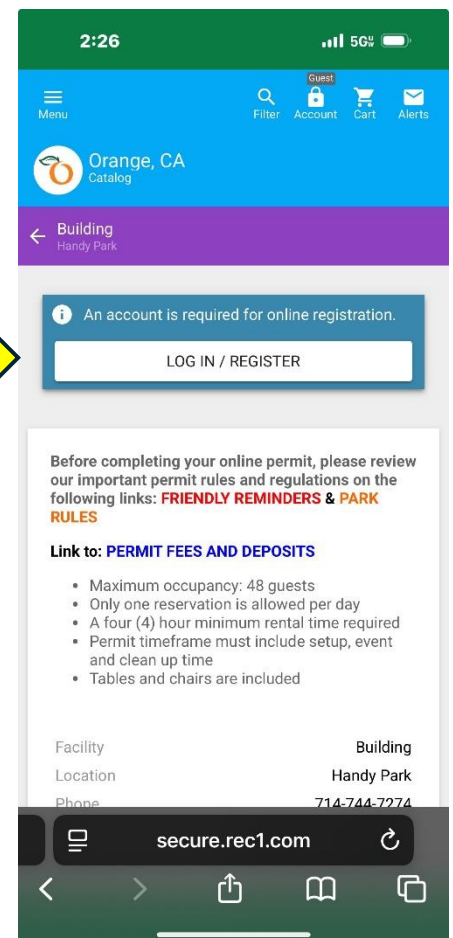 2:26 5G
Guest
Menu Filter Account Cart Alerts
Orange, CA
Catalog
Building
Handy Park
An account is required for online registration.
LOG IN / REGISTER
Before completing your online permit, please review
our important permit rules and regulations on the
following links: FRIENDLY REMINDERS & PARK
RULES
Link to: PERMIT FEES AND DEPOSITS
• Maximum occupancy: 48 guests
• Only one reservation is allowed per day
• A four (4) hour minimum rental time required
• Permit timeframe must include setup, event
and clean up time
• Tables and chairs are included
Facility Building
Location Handy Park
Phone 714-744-7274
secure.rec1.com